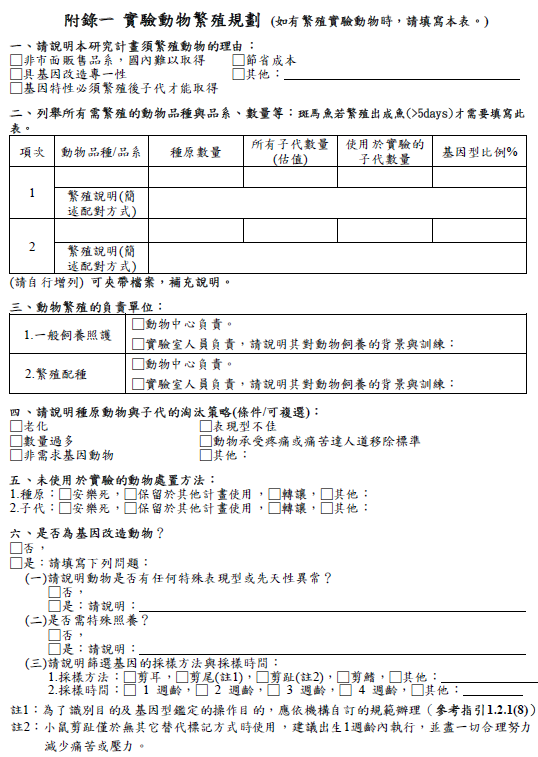 附錄一 實驗動物繁殖規劃 (如有繁殖實驗動物時，請填寫本表。)
一、請說明本研究計畫須繁殖動物的理由：
□非市面販售品系，國內難以取得 □節省成本
□具基因改造專一性 □其他：
□基因特性必須繁殖後子代才能取得
二、列舉所有需繁殖的動物品種與品系、數量等：斑馬魚若繁殖出成魚(>5days)才需要填寫此
表。
項次 動物品種/品系 種原數量 所有子代數量(估值) 使用於實驗的子代數量 基因型比例%
1
繁殖說明(簡述配對方式)
2
繁殖說明(簡述配對方式)
(請自行增列) 可夾帶檔案，補充說明。
三、動物繁殖的負責單位：
1.一般飼養照護
□動物中心負責。
□實驗室人員負責，請說明其對動物飼養的背景與訓練：
2.繁殖配種
□動物中心負責。
□實驗室人員負責，請說明其對動物飼養的背景與訓練：
四、請說明種原動物與子代的淘汰策略(條件/可複選)：
□老化 □表現型不佳
□數量過多 □動物承受疼痛或痛苦達人道移除標準
□非需求基因動物 □其他：
五、未使用於實驗的動物處置方法：
1.種原：□安樂死，□保留於其他計畫使用，□轉讓，□其他：
2.子代：□安樂死，□保留於其他計畫使用，□轉讓，□其他：
六、是否為基因改造動物？
□否，
□是：請填寫下列問題：
(一)請說明動物是否有任何特殊表現型或先天性異常？
□否，
□是：請說明：
(二)是否需特殊照養？
□否，
□是：請說明：
(三)請說明篩選基因的採樣方法與採樣時間：
1.採樣方法：□剪耳，□剪尾(註1)，□剪趾(註2)，□剪鰭，□其他：
2.採樣時間：□ 1 週齡，□ 2 週齡，□ 3 週齡，□ 4 週齡，□其他：
註1：為了識別目的及基因型鑑定的操作目的，應依機構自訂的規範辦理（參考指引1.2.1(8)）
註2：小鼠剪趾僅於無其它替代標記方式時使用，建議出生1週齡內執行，並盡一切合理努力
減少痛苦或壓力。